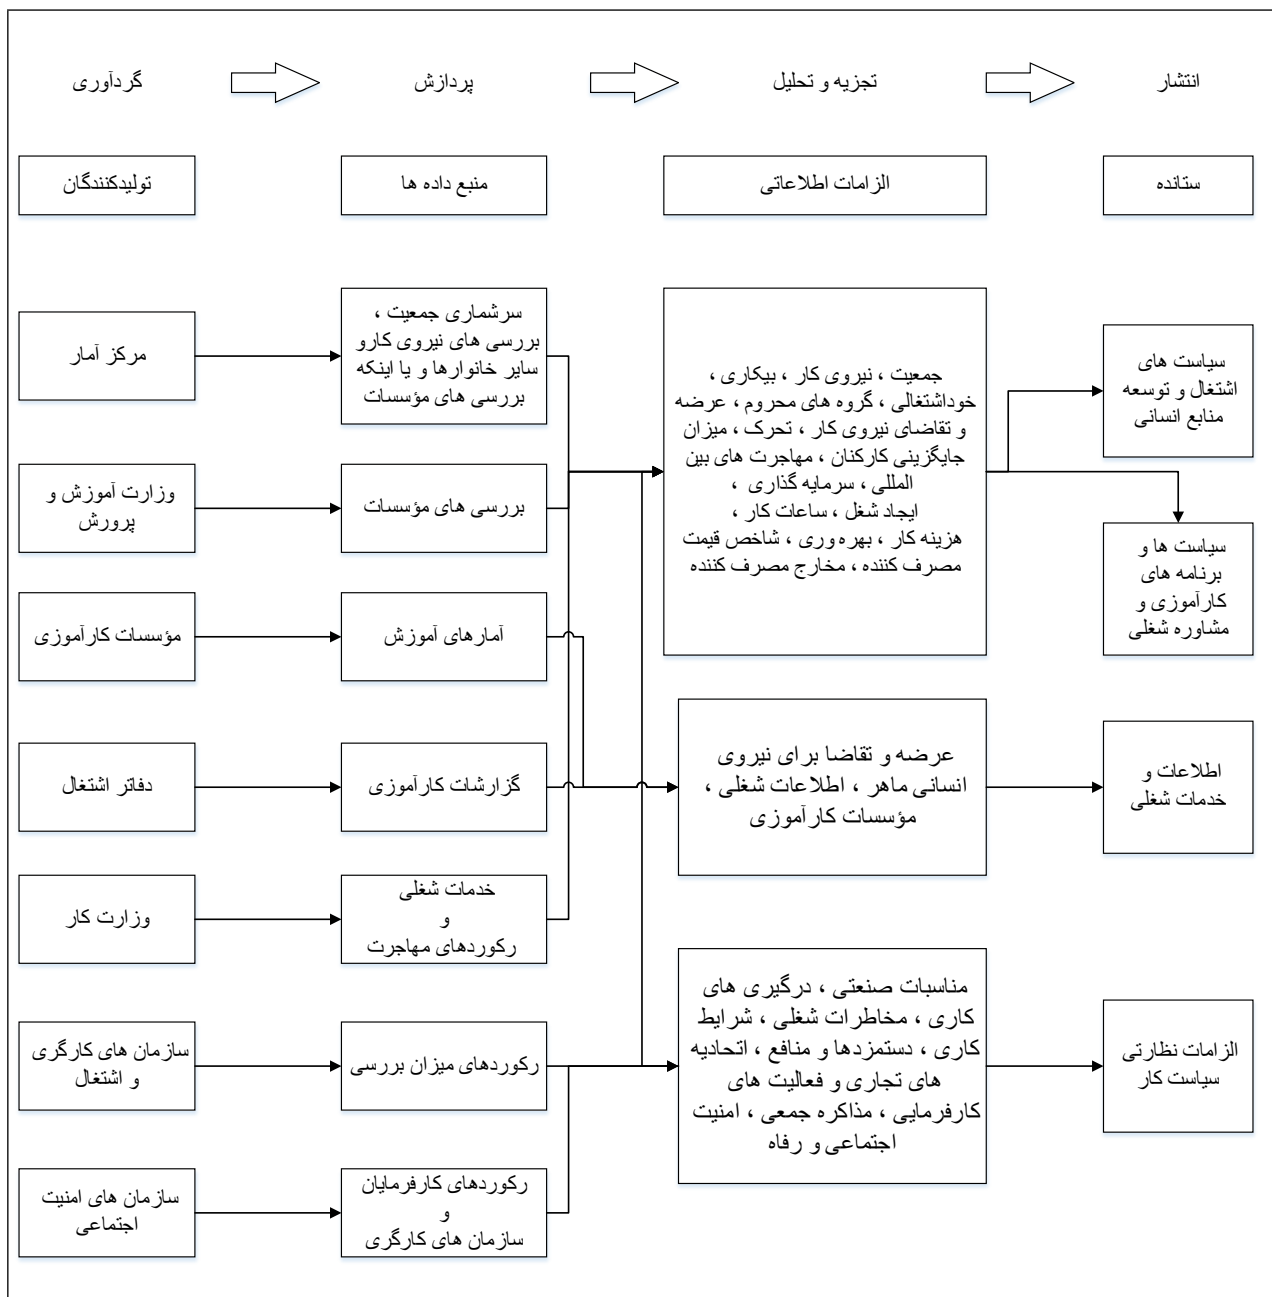 گردآوری
پردازش
تجزیه و تحلیل
انتشار
تولیدکنندگان
منبع داده ها
الزامات اطلاعاتی
ستانده
مرکز آمار
سرشماری جمعیت ،
بررسی های نیروی کارو
سایر خانوارها و یا اینکه
بررسی های مؤسسات
جمعیت ، نیروی کار ، بیکاری ،
خوداشتغالی ، گروه های محروم ، عرضه
و تقاضای نیروی کار ، تحرک ، میزان
جایگزینی کارکنان ، مهاجرت های بین
المللی ، سرمایه گذاری ،
ایجاد شغل ، ساعات کار ،
هزینه کار ، بهره وری ، شاخص قیمت
مصرف کننده ، مخارج مصرف کننده
سیاست های
اشتغال و توسعه
منابع انسانی
وزارت آموزش و
پرورش
بررسی های مؤسسات
سیاست ها و
برنامه های
کارآموزی و
مشاوره شغلی
مؤسسات کارآموزی
آمارهای آموزش
دفاتر اشتغال
گزارشات کارآموزی
عرضه و تقاضا برای نیروی
انسانی ماهر ، اطلاعات شغلی ،
مؤسسات کارآموزی
اطلاعات و
خدمات شغلی
وزارت کار
خدمات شغلی
و
رکوردهای مهاجرت
سازمان های کارگری
و اشتغال
رکوردهای میزان بررسی
مناسبات صنعتی ، درگیری های
کاری ، مخاطرات شغلی ، شرایط
کاری ، دستمزدها و منافع ، اتحادیه
های تجاری و فعالیت های
کارفرمایی ، مذاکره جمعی ، امنیت
اجتماعی و رفاه
الزامات نظارتی
سیاست کار
سازمان های امنیت
اجتماعی
رکوردهای کارفرمایان
و
سازمان های کارگری